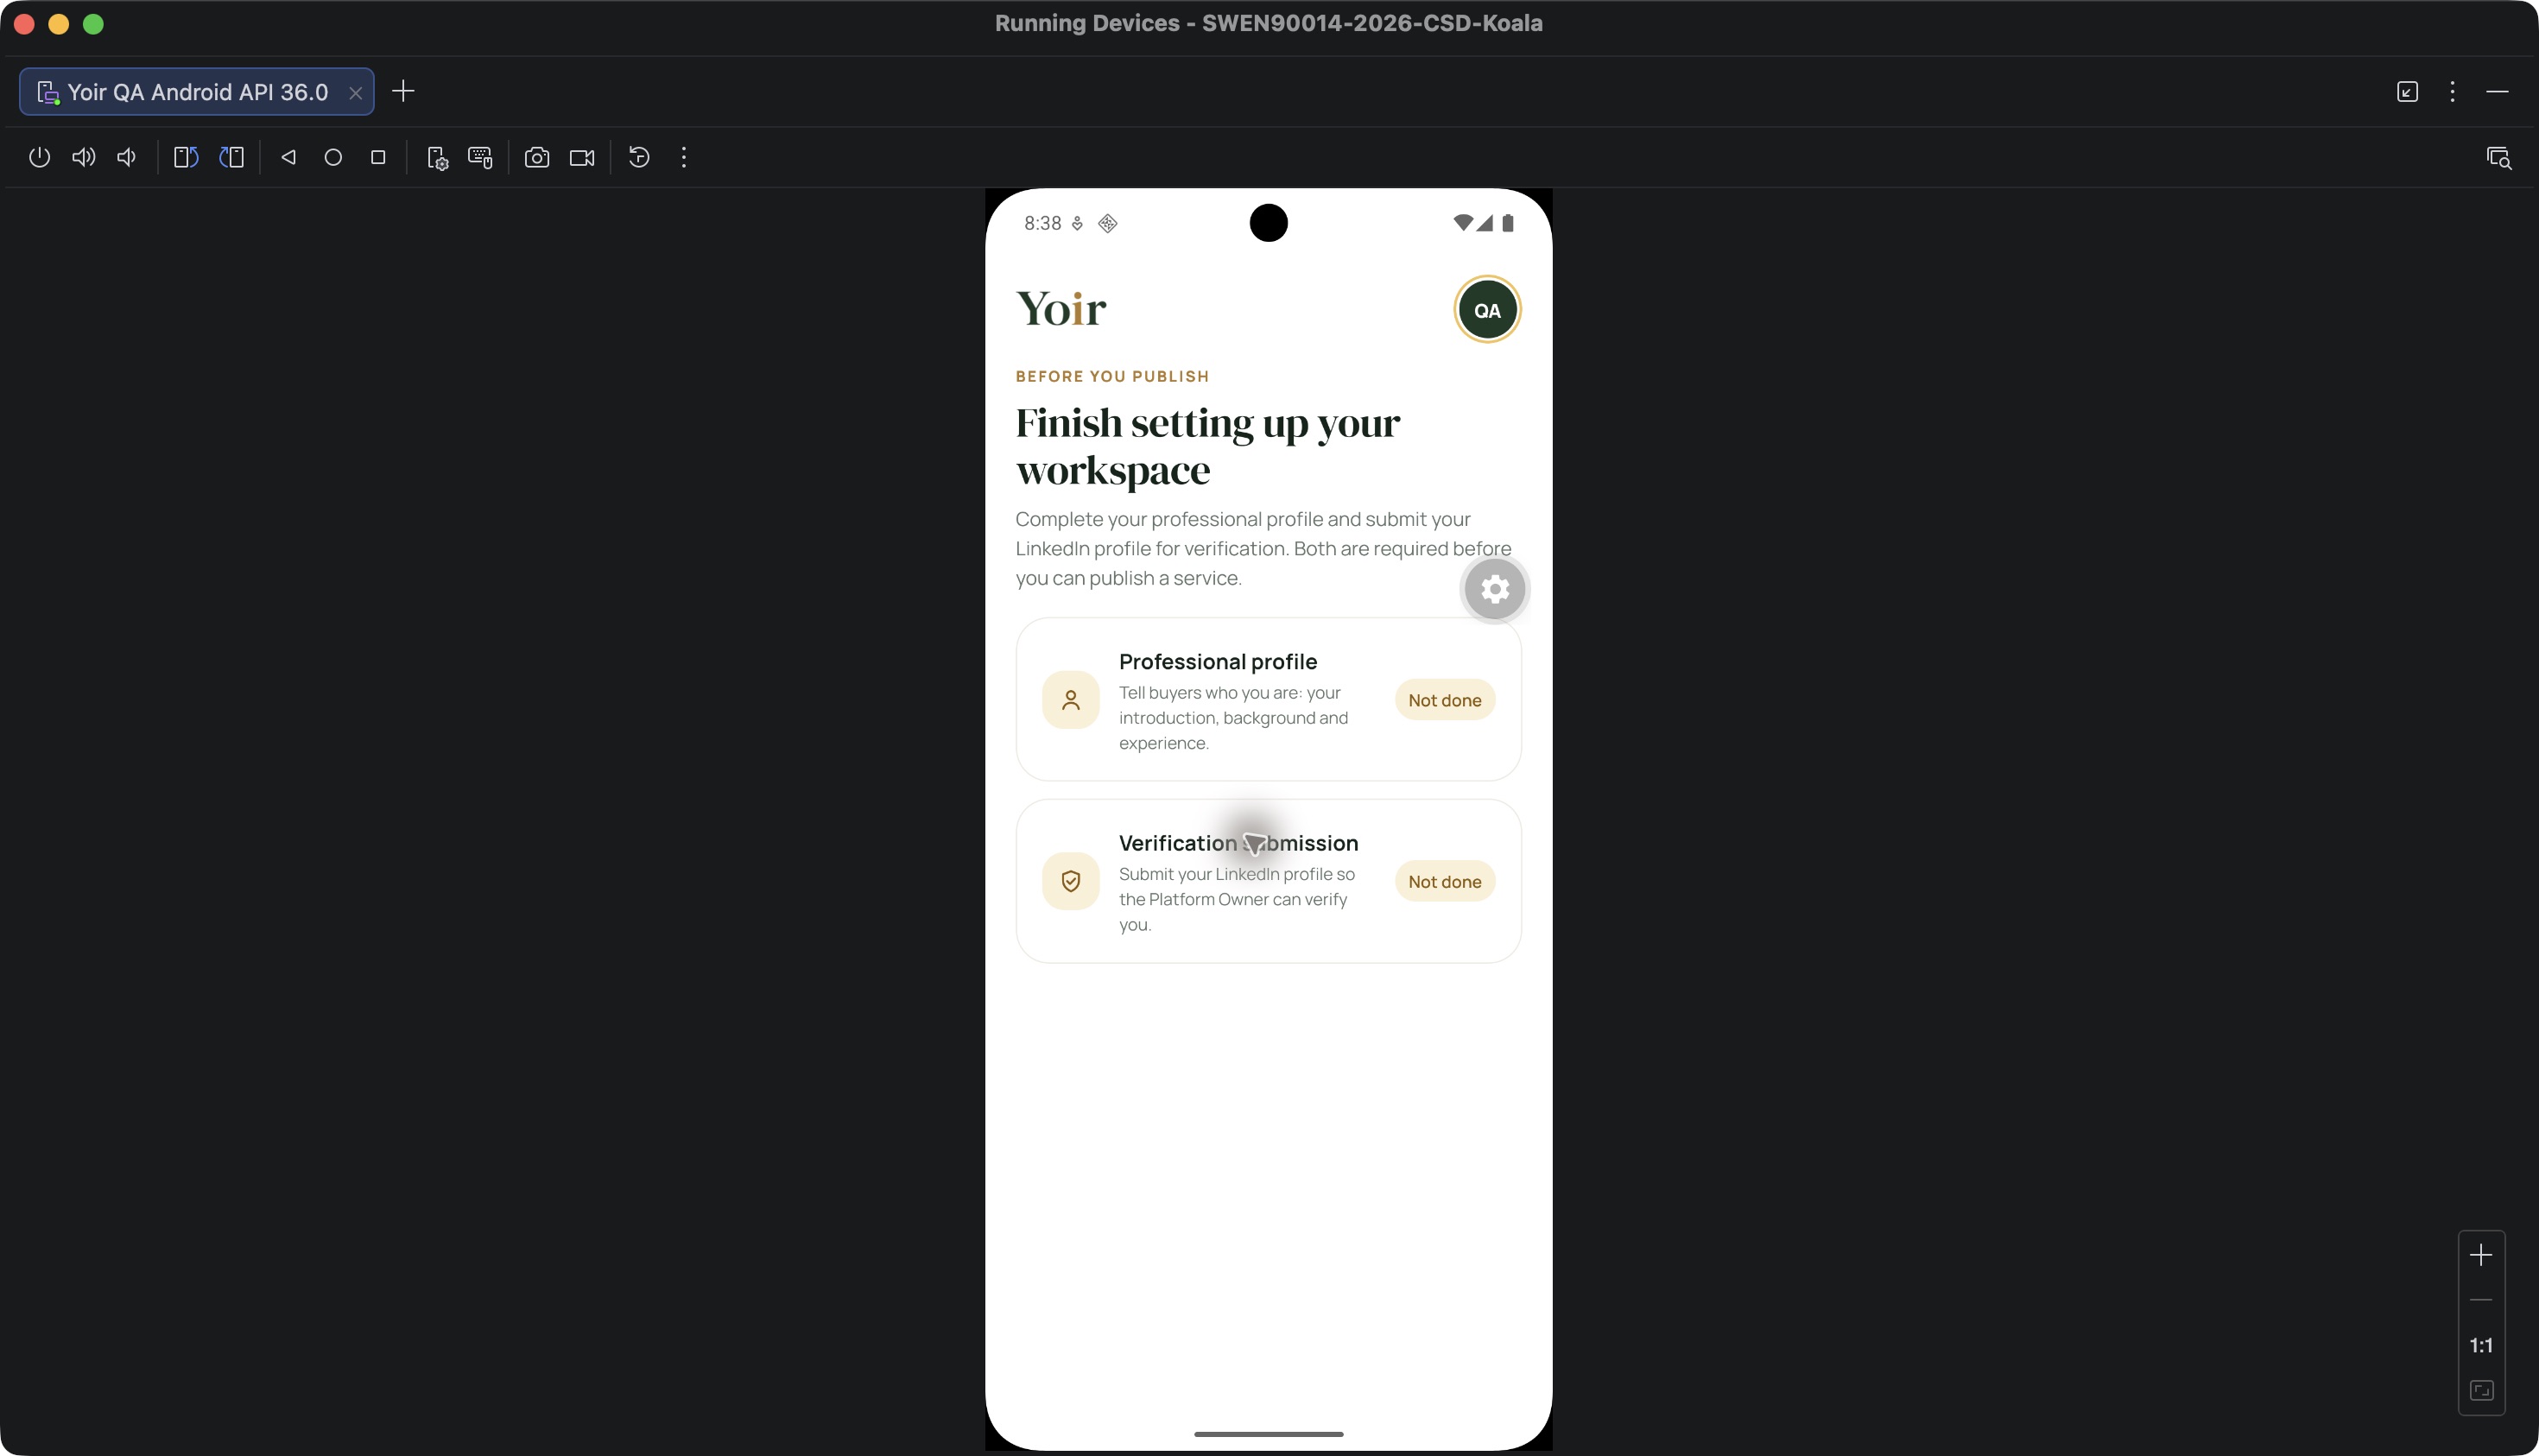 Running Devices - SWEN90014-2026-CSD-Koala
Yoir QA Android API 36.0
8:38
Yoir
QA
BEFORE YOU PUBLISH
Finish setting up your
workspace
Complete your professional profile and submit your
LinkedIn profile for verification. Both are required before
you can publish a service.
Professional profile
Tell buyers who you are: your
introduction, background and
experience.
Not done
Verification submission
Submit your LinkedIn profile so
the Platform Owner can verify
you.
Not done
1:1